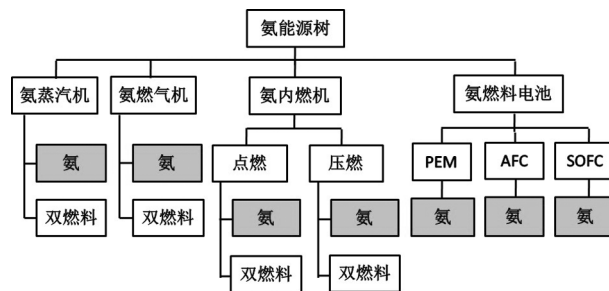 氨能源树
氨蒸汽机 氨燃气机 氨内燃机 氨燃料电池
氨 氨 点燃 压燃 PEM AFC SOFC
双燃料 双燃料 氨 氨 氨 氨 氨
双燃料 双燃料